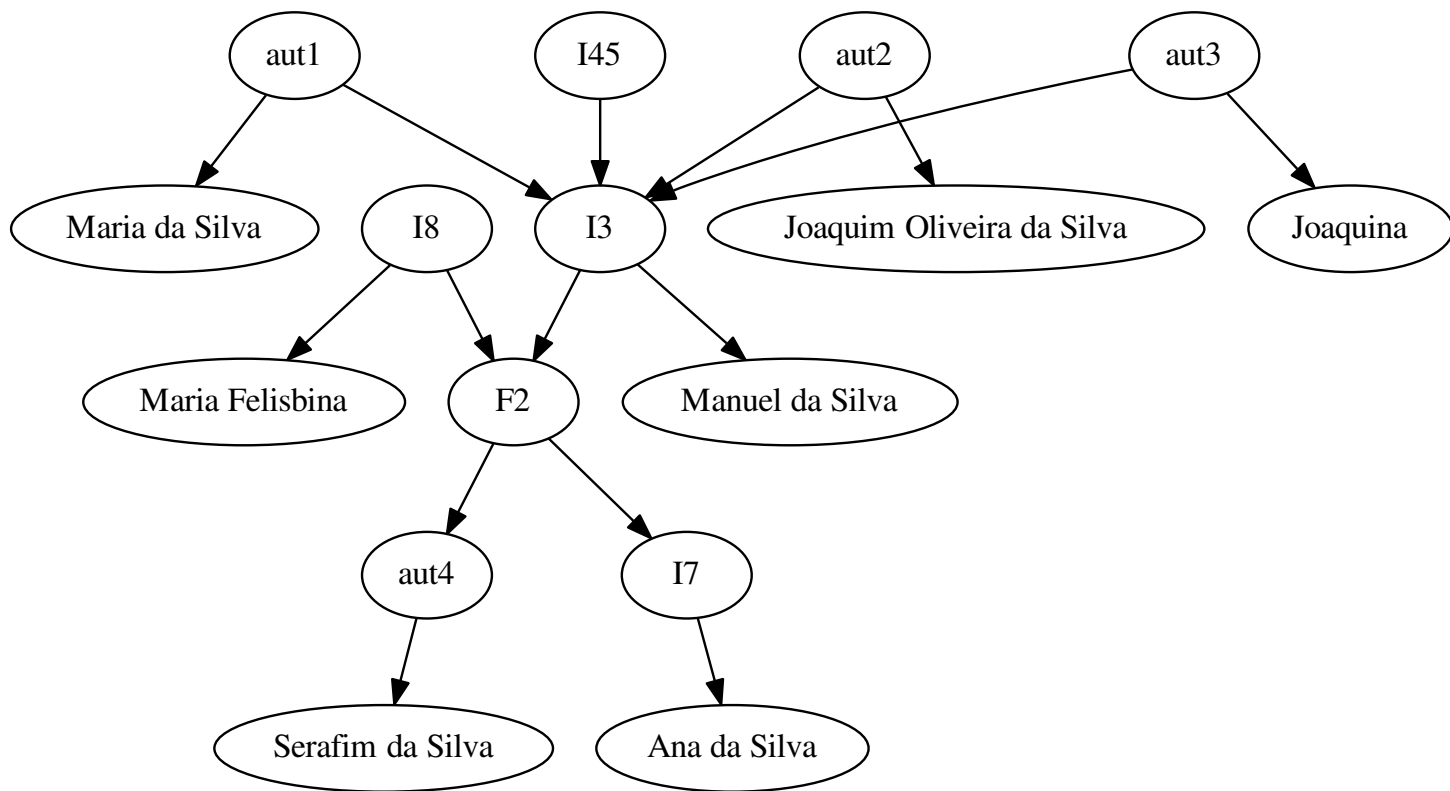 aut1
I45
aut2
aut3
Maria da Silva
I8
I3
Joaquim Oliveira da Silva
Joaquina
Maria Felisbina
F2
Manuel da Silva
aut4
I7
Serafim da Silva
Ana da Silva